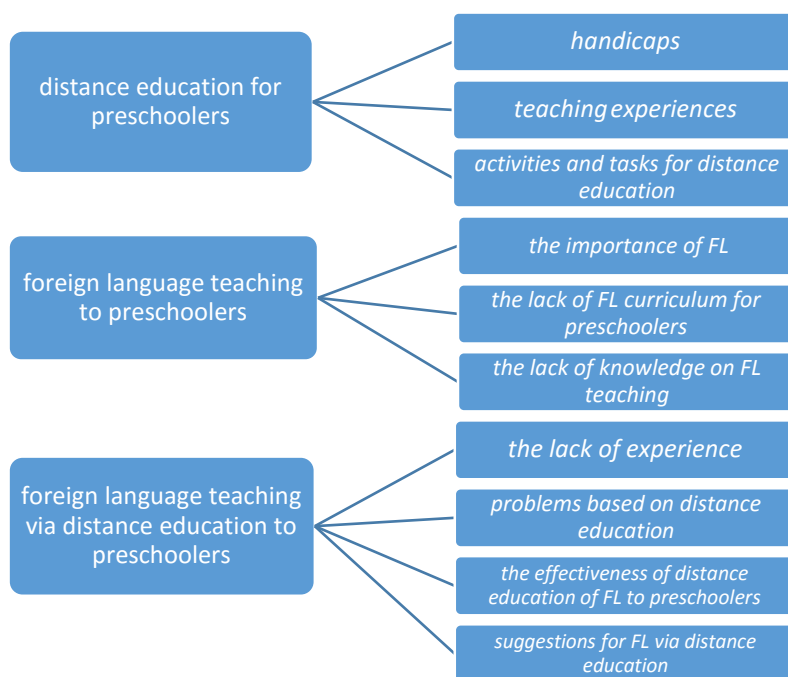 distance education for
preschoolers
handicaps
teaching experiences
activities and tasks for distance
education
foreign language teaching
to preschoolers
the importance of FL
the lack of FL curriculum for
preschoolers
the lack of knowledge on FL
teaching
foreign language teaching
via distance education to
preschoolers
the lack of experience
problems based on distance
education
the effectiveness of distance
education of FL to preschoolers
suggestions for FL via distance
education